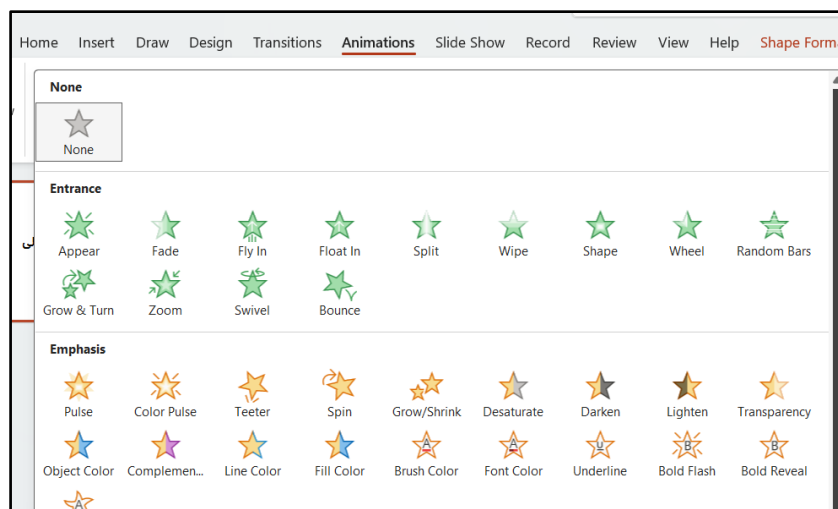 Home Insert Draw Design Transitions Animations Slide Show Record Review View Help Shape Form
None
None
Entrance
Appear Fade Fly In Float In Split Wipe Shape Wheel Random Bars
Grow & Turn Zoom Swivel Bounce
Emphasis
Pulse Color Pulse Teeter Spin Grow/Shrink Desaturate Darken Lighten Transparency
Object Color Complemen... Line Color Fill Color Brush Color Font Color Underline Bold Flash Bold Reveal